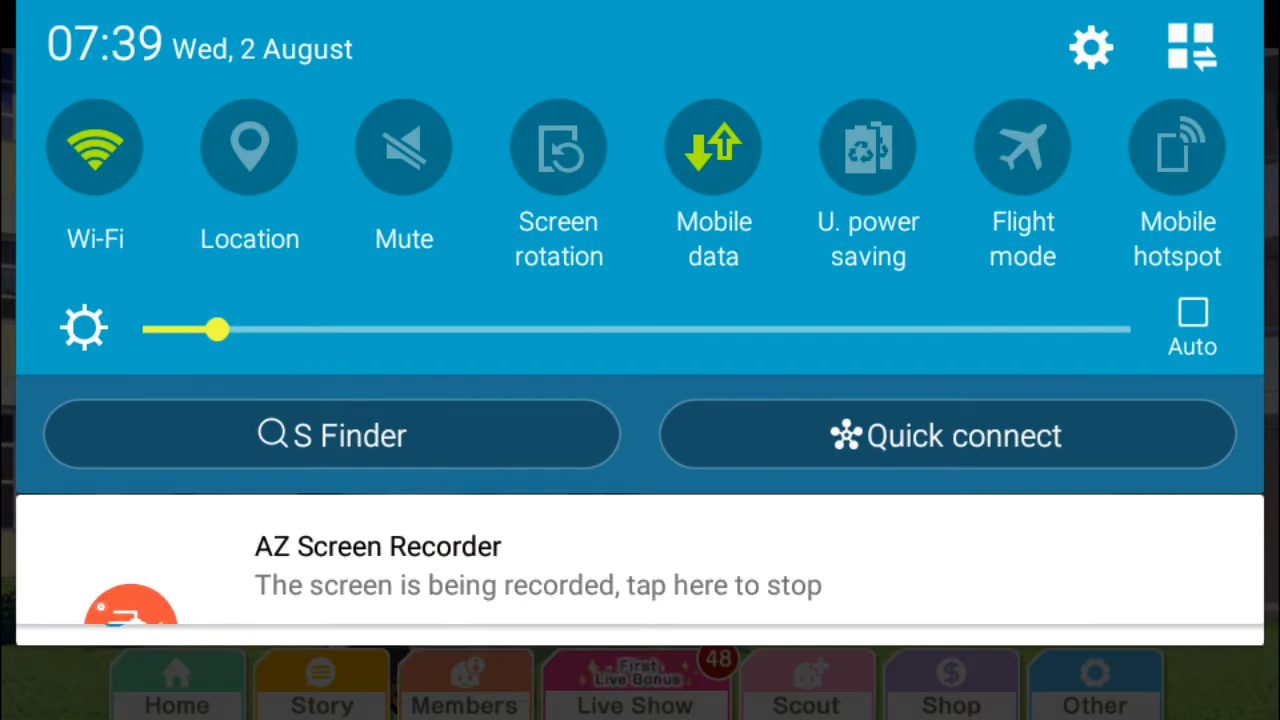 07:39 Wed, 2 August
Wi-Fi
Location
Mute
Screen
rotation
Mobile
data
U. power
saving
Flight
mode
Mobile
hotspot
Auto
S Finder
Quick connect
AZ Screen Recorder
The screen is being recorded, tap here to stop
Home
Story
Members
First
Live Bonus
48
Live Show
Scout
Shop
Other